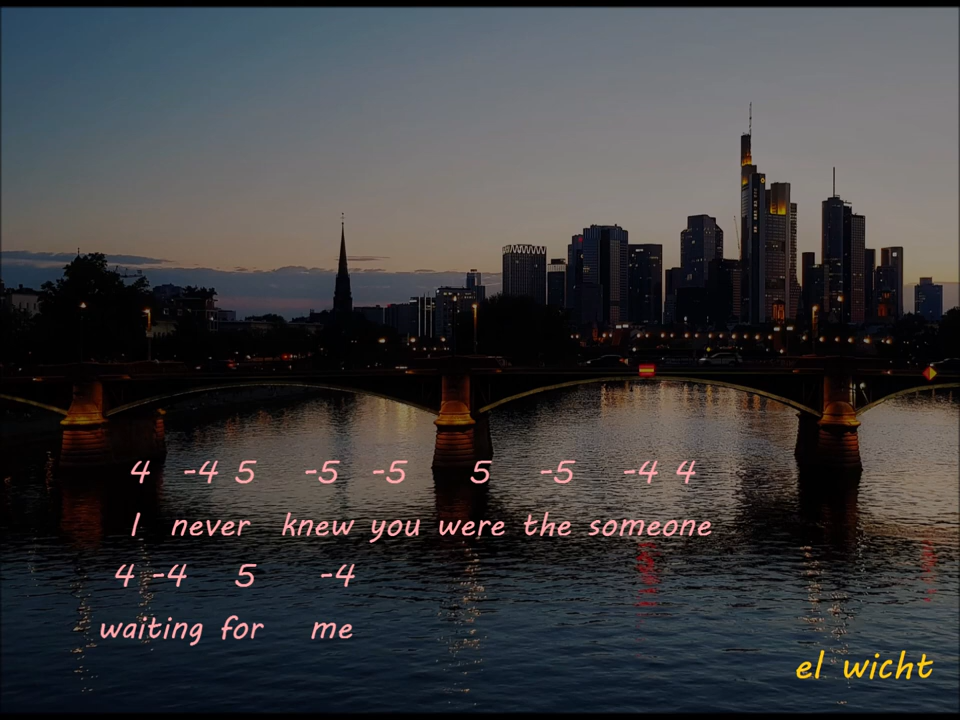 4 -4 5 -5 -5 5 -5 -4 4
I never knew you were the someone
4 -4 5 -4
waiting for me
el wicht